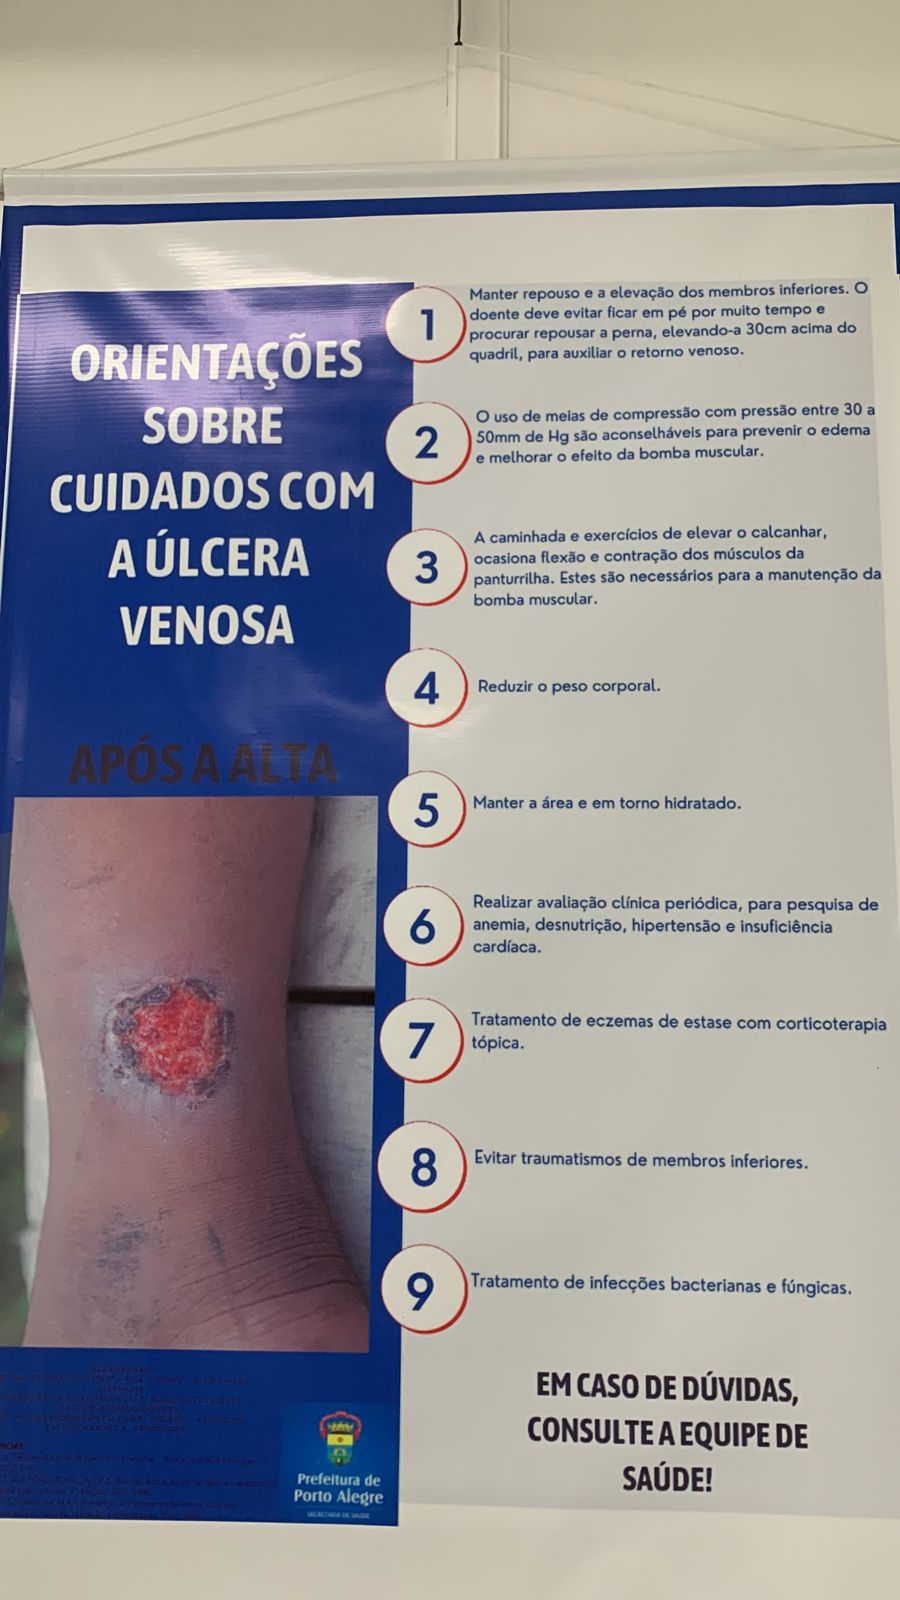 ORIENTAÇÕES
SOBRE
CUIDADOS COM
A ÚLCERA
VENOSA
APÓS A ALTA
1
Manter repouso e a elevação dos membros inferiores. O
doente deve evitar ficar em pé por muito tempo e
procurar repousar a perna, elevando-a 30cm acima do
quadril, para auxiliar o retorno venoso.
2
O uso de meias de compressão com pressão entre 30 a
50mm de Hg são aconselháveis para prevenir o edema
e melhorar o efeito da bomba muscular.
3
A caminhada e exercícios de elevar o calcanhar,
ocasiona flexão e contração dos músculos da
panturrilha. Estes são necessários para a manutenção da
bomba muscular.
4
Reduzir o peso corporal.
5
Manter a área e em torno hidratado.
6
Realizar avaliação clínica periódica, para pesquisa de
anemia, desnutrição, hipertensão e insuficiência
cardíaca.
7
Tratamento de eczemas de estase com corticoterapia
tópica.
8
Evitar traumatismos de membros inferiores.
9
Tratamento de infecções bacterianas e fúngicas.
EM CASO DE DÚVIDAS,
CONSULTE A EQUIPE DE
SAÚDE!
Prefeitura de
Porto Alegre
SECRETARIA DE SAÚDE